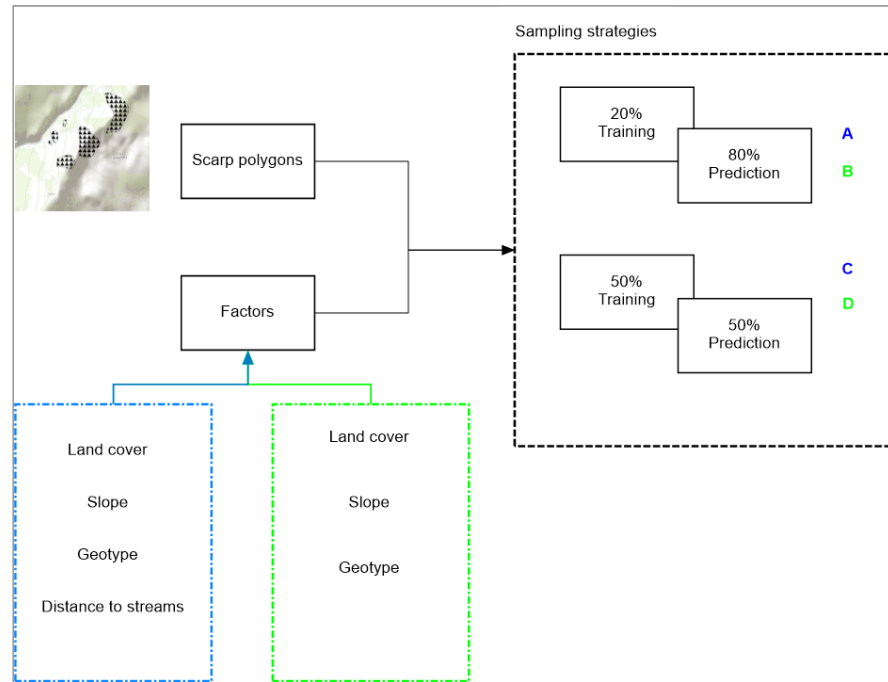 Sampling strategies
20%
Training
80%
Prediction
A
B
Scarp polygons
50%
Training
50%
Prediction
C
D
Factors
Land cover
Slope
Geotype
Distance to streams
Land cover
Slope
Geotype